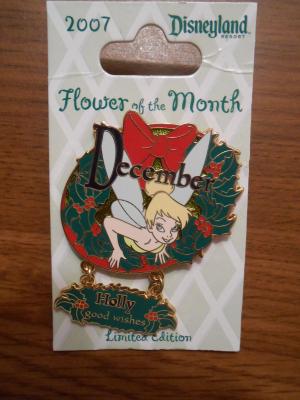 2007 Disneyland
RESORT
Flower of the Month
December
Holly
good wishes
Limited Edition